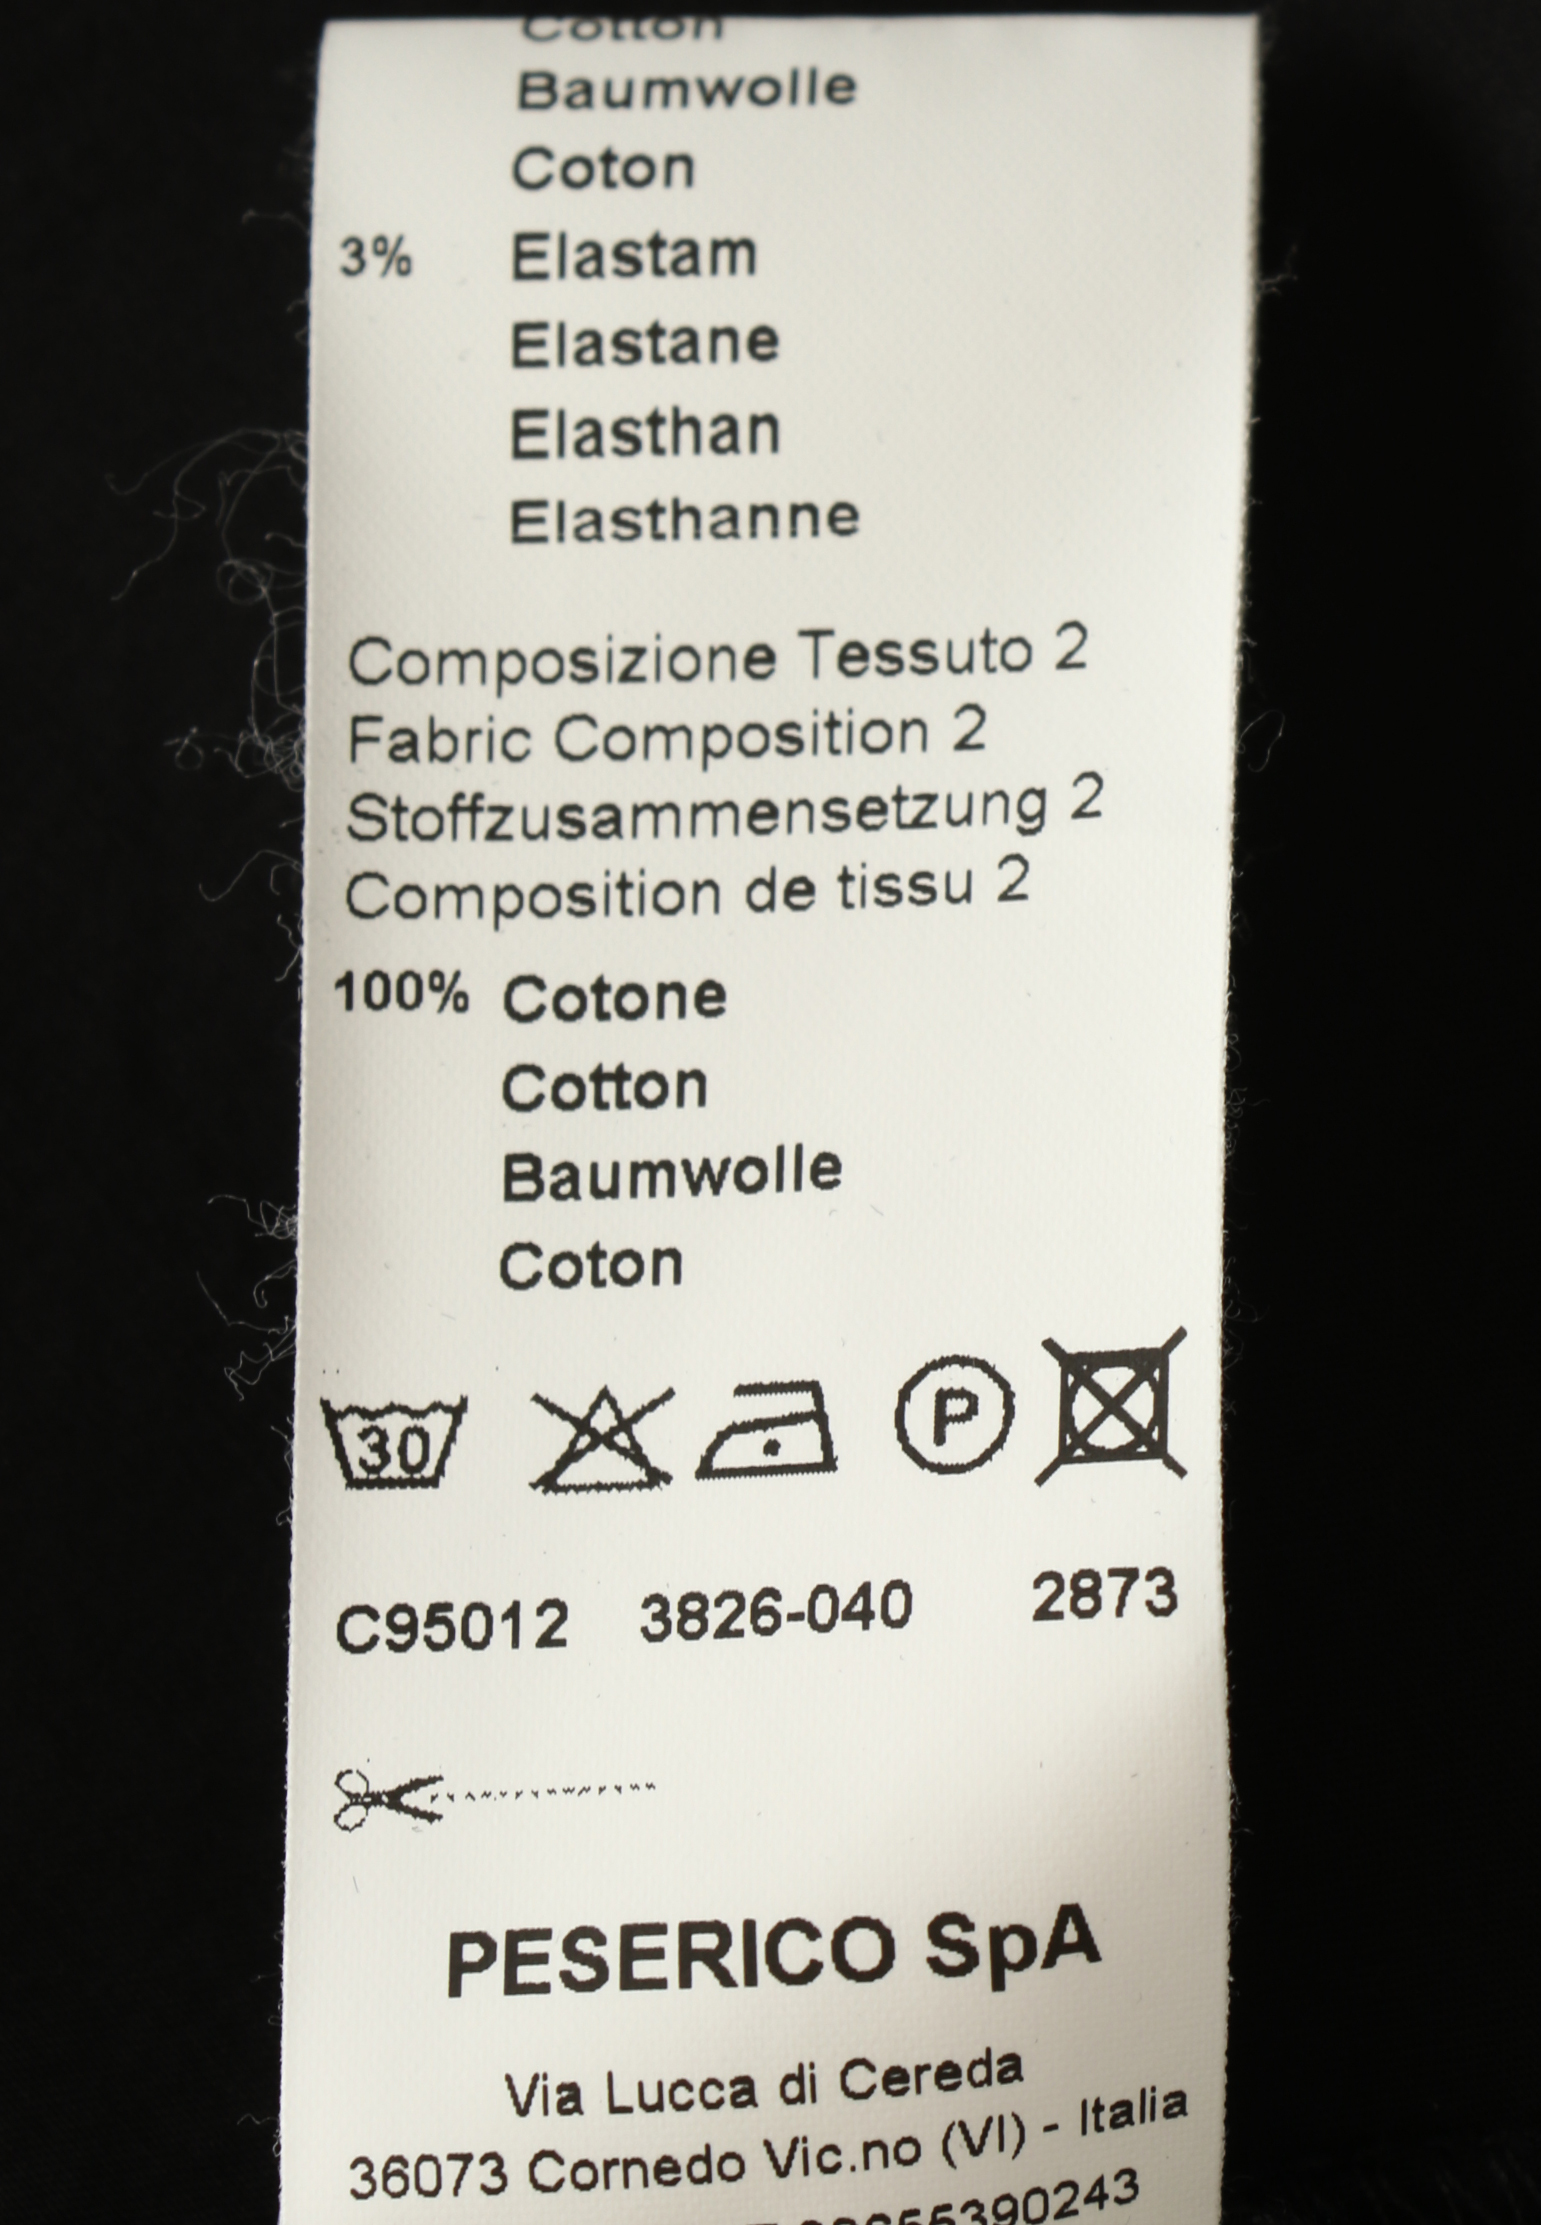 Cotton
Baumwolle
Coton
3% Elastam
Elastane
Elasthan
Elasthanne
Composizione Tessuto 2
Fabric Composition 2
Stoffzusammensetzung 2
Composition de tissu 2
100% Cotone
Cotton
Baumwolle
Coton
30 P
C95012 3826-040 2873
PESERICO SpA
Via Lucca di Cereda
36073 Cornedo Vic.no (VI) - Italia